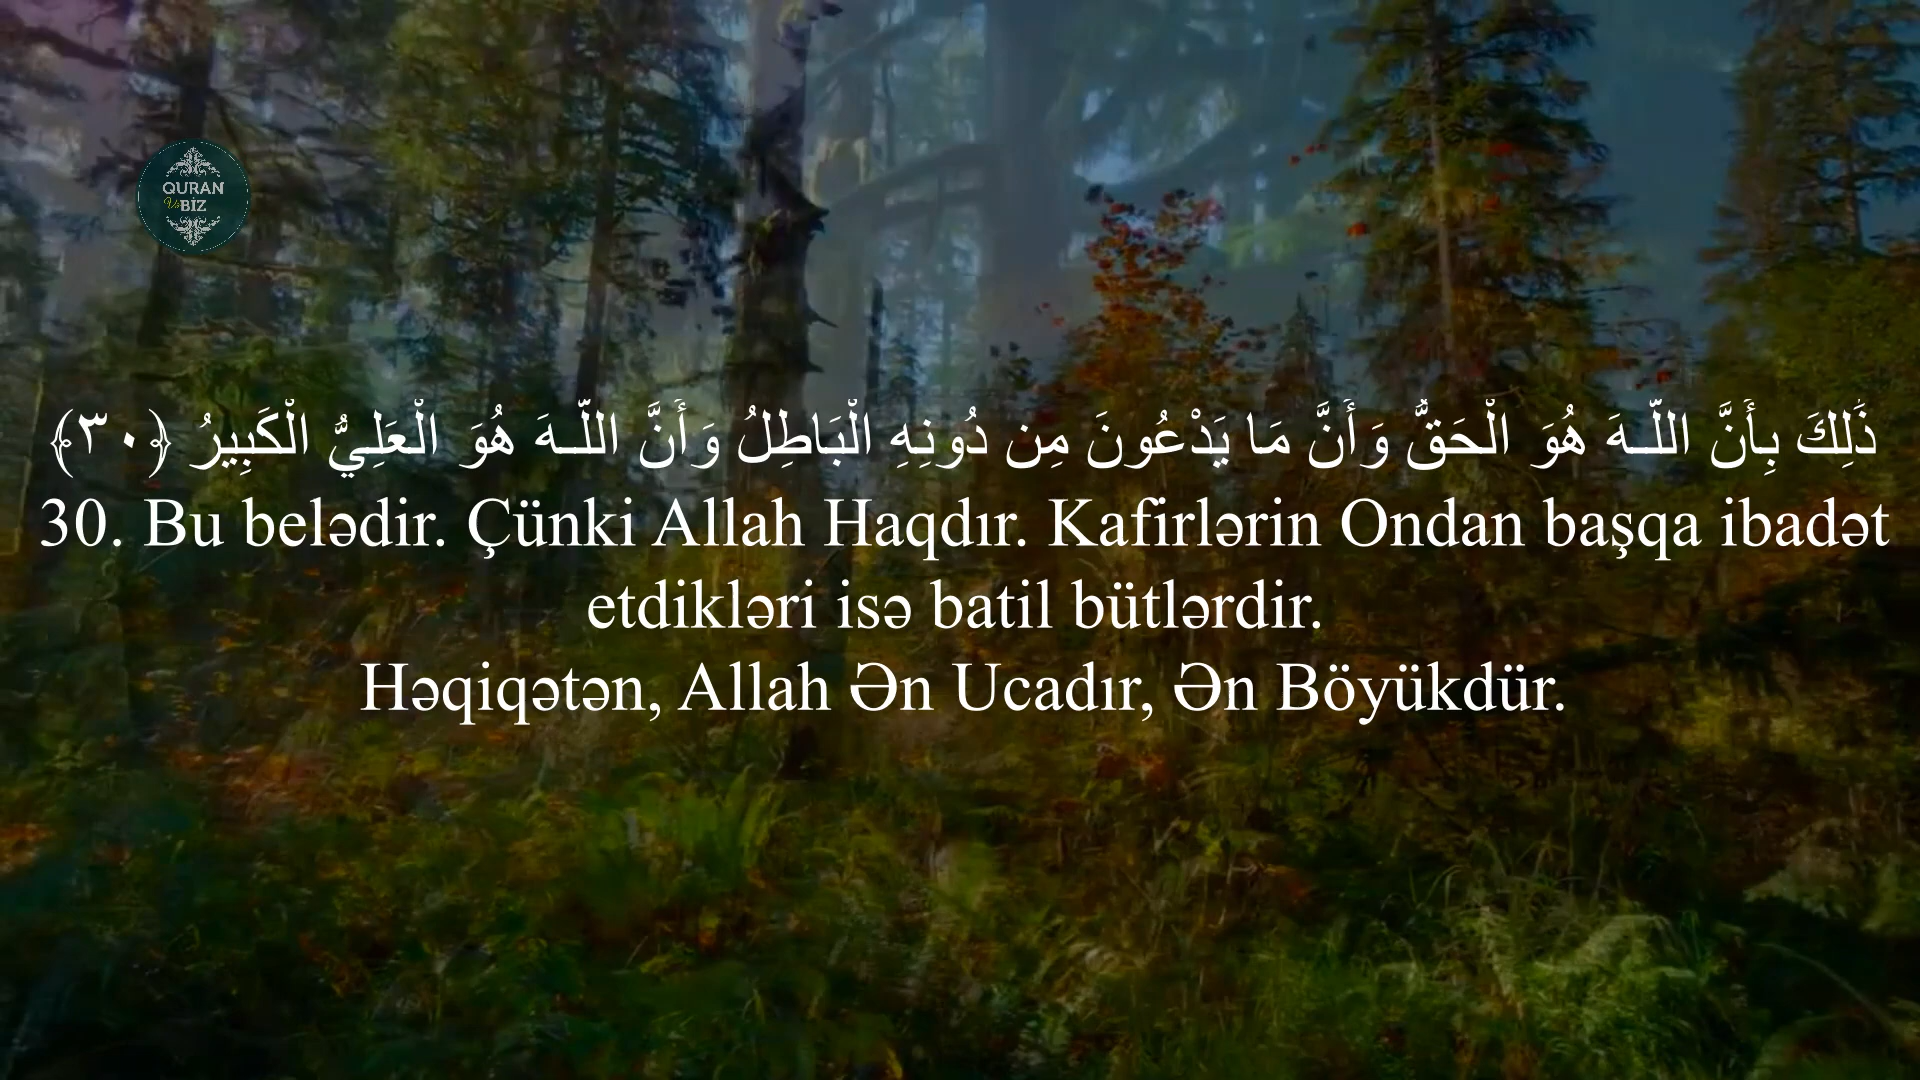 QURAN
Və BİZ
ذَٰلِكَ بِأَنَّ اللَّـهَ هُوَ الْحَقُّ وَأَنَّ مَا يَدْعُونَ مِن دُونِهِ الْبَاطِلُ وَأَنَّ اللَّـهَ هُوَ الْعَلِيُّ الْكَبِيرُ ﴿٣٠﴾
30. Bu belədir. Çünki Allah Haqdır. Kafirlərin Ondan başqa ibadət
etdikləri isə batil bütlərdir.
Həqiqətən, Allah Ən Ucadır, Ən Böyükdür.